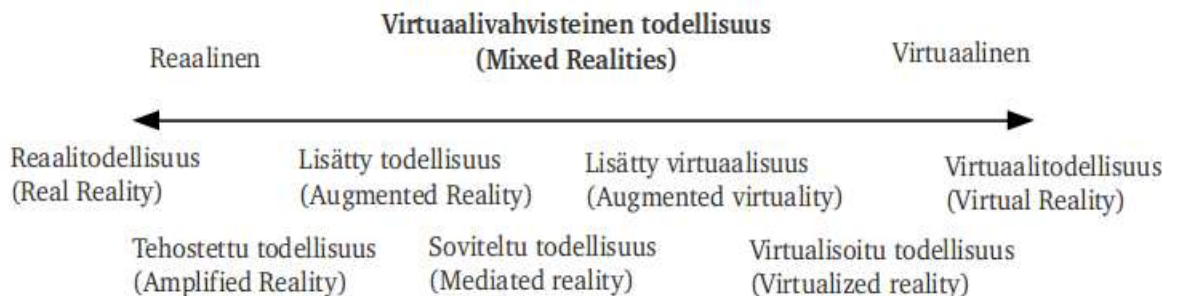 Virtuaalivahvisteinen todellisuus
(Mixed Realities)
Reaalinen
Virtuaalinen
Reaalitodellisuus
(Real Reality)
Lisätty todellisuus
(Augmented Reality)
Lisätty virtuaalisuus
(Augmented virtuality)
Virtuaalitodellisuus
(Virtual Reality)
Tehostettu todellisuus
(Amplified Reality)
Soviteltu todellisuus
(Mediated reality)
Virtualisoitu todellisuus
(Virtualized reality)